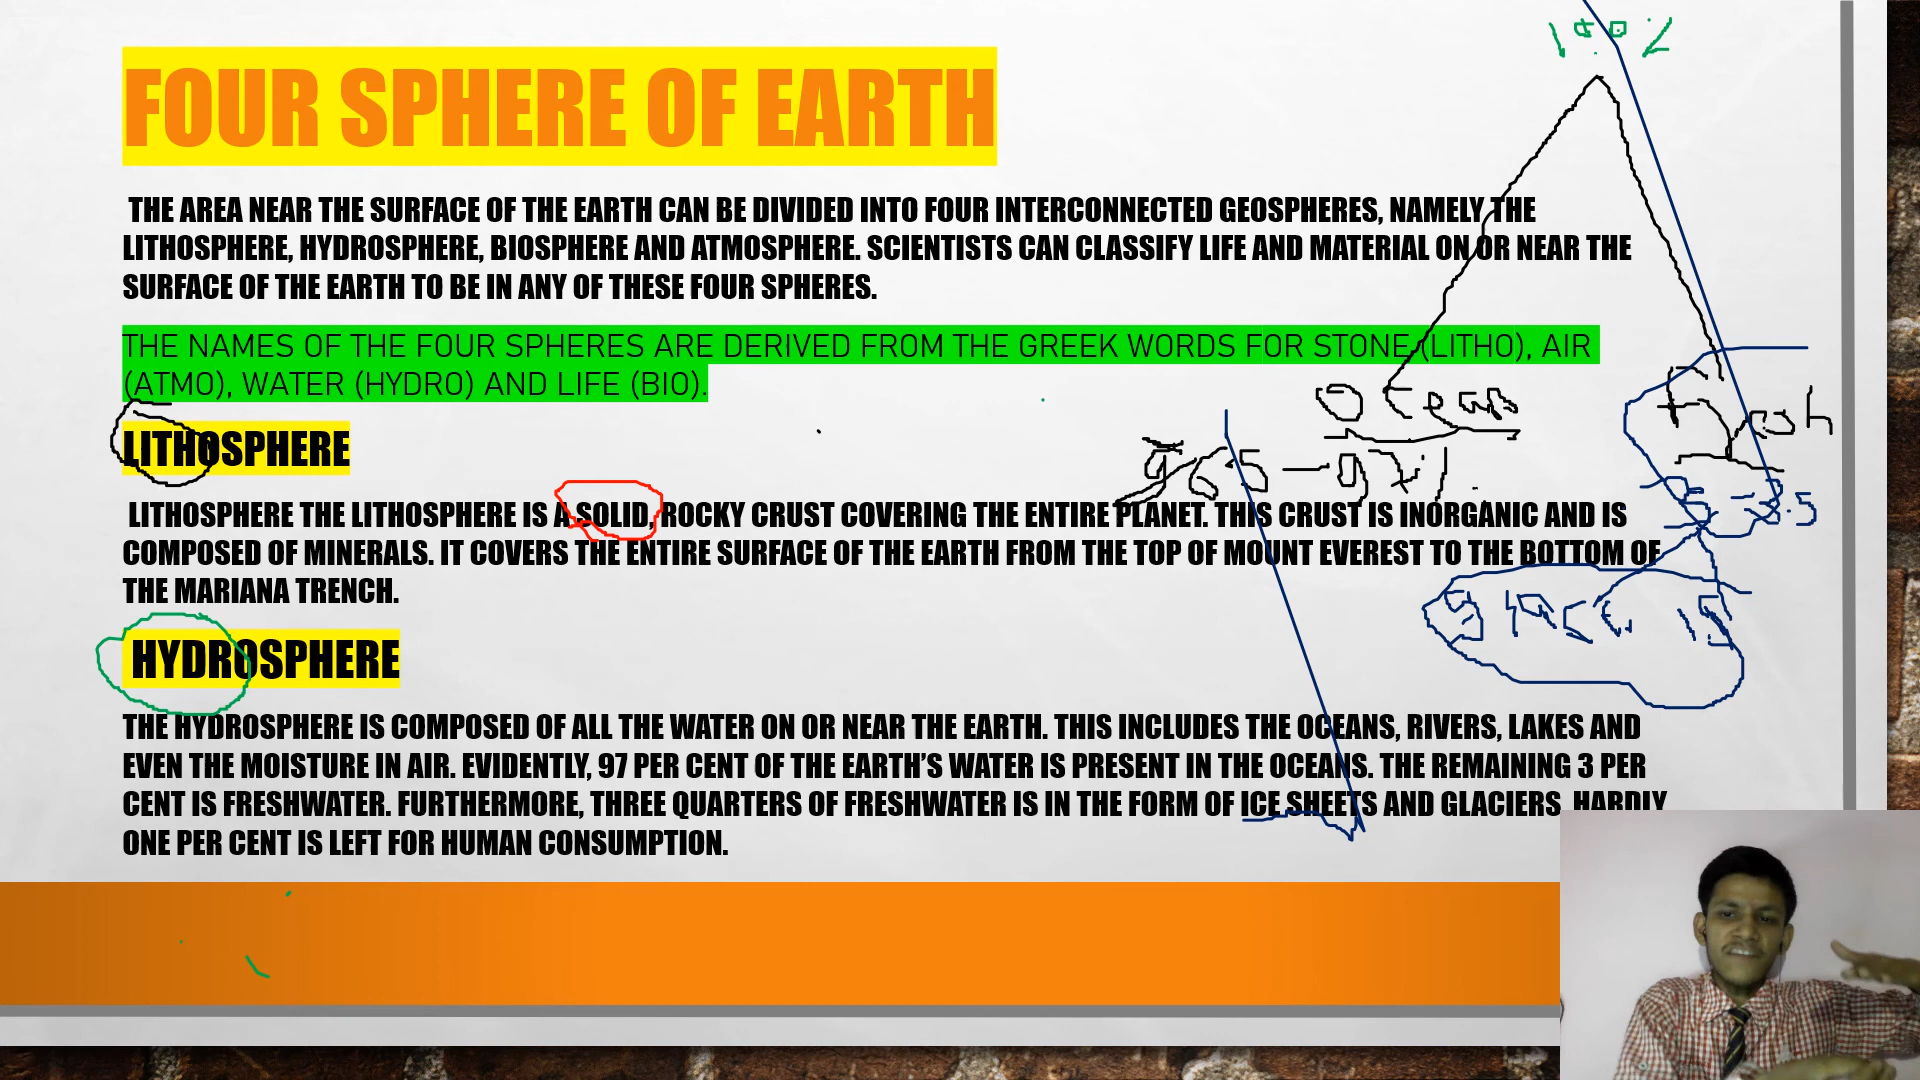 FOUR SPHERE OF EARTH
100%
THE AREA NEAR THE SURFACE OF THE EARTH CAN BE DIVIDED INTO FOUR INTERCONNECTED GEOSPHERES, NAMELY THE
LITHOSPHERE, HYDROSPHERE, BIOSPHERE AND ATMOSPHERE. SCIENTISTS CAN CLASSIFY LIFE AND MATERIAL ON OR NEAR THE
SURFACE OF THE EARTH TO BE IN ANY OF THESE FOUR SPHERES.
THE NAMES OF THE FOUR SPHERES ARE DERIVED FROM THE GREEK WORDS FOR STONE (LITHO), AIR
(ATMO), WATER (HYDRO) AND LIFE (BIO).
Ocean
LITHOSPHERE
LITHOSPHERE THE LITHOSPHERE IS A SOLID, ROCKY CRUST COVERING THE ENTIRE PLANET. THIS CRUST IS INORGANIC AND IS
COMPOSED OF MINERALS. IT COVERS THE ENTIRE SURFACE OF THE EARTH FROM THE TOP OF MOUNT EVEREST TO THE BOTTOM OF
THE MARIANA TRENCH.
HYDROSPHERE
THE HYDROSPHERE IS COMPOSED OF ALL THE WATER ON OR NEAR THE EARTH. THIS INCLUDES THE OCEANS, RIVERS, LAKES AND
EVEN THE MOISTURE IN AIR. EVIDENTLY, 97 PER CENT OF THE EARTH'S WATER IS PRESENT IN THE OCEANS. THE REMAINING 3 PER
CENT IS FRESHWATER. FURTHERMORE, THREE QUARTERS OF FRESHWATER IS IN THE FORM OF ICE SHEETS AND GLACIERS. HARDLY
ONE PER CENT IS LEFT FOR HUMAN CONSUMPTION.